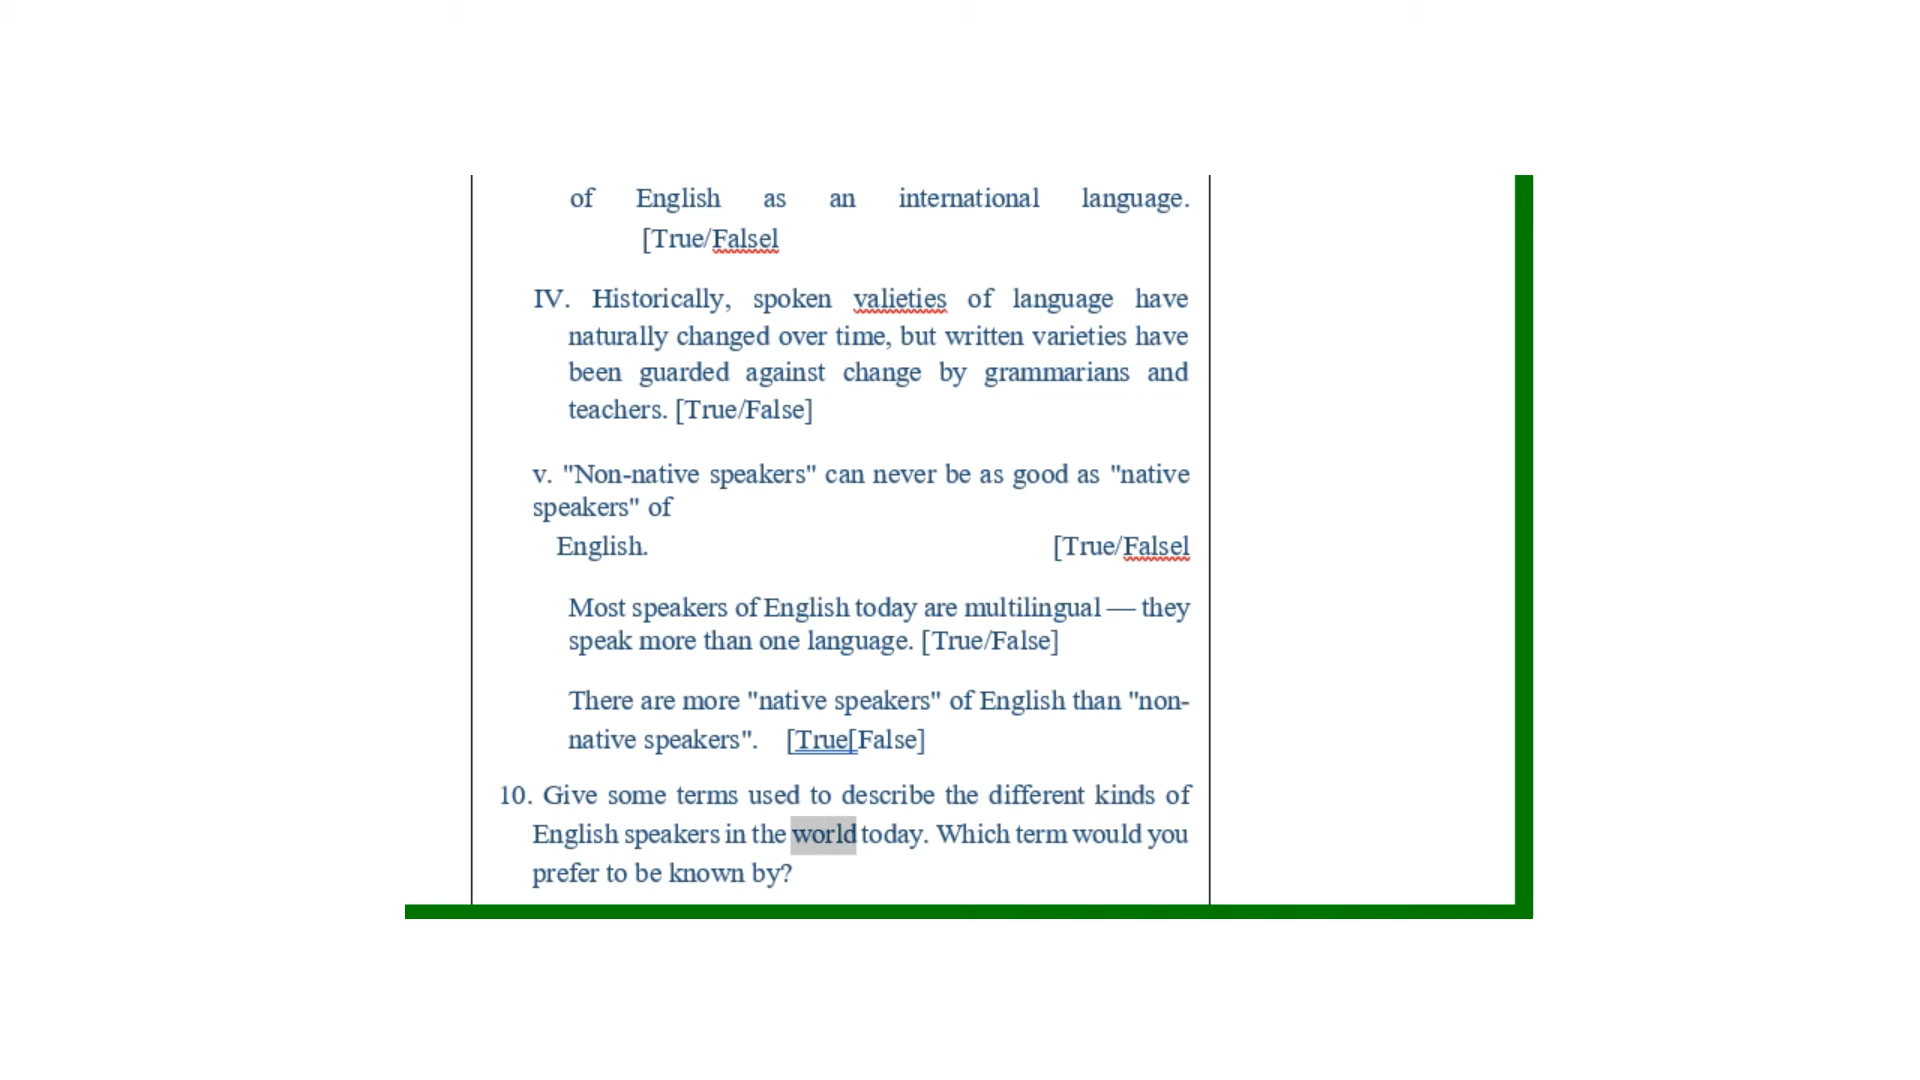 of English as an international language.
[True/Falsel
IV. Historically, spoken valieties of language have
naturally changed over time, but written varieties have
been guarded against change by grammarians and
teachers. [True/False]
v. "Non-native speakers" can never be as good as "native
speakers" of
English. [True/Falsel
Most speakers of English today are multilingual — they
speak more than one language. [True/False]
There are more "native speakers" of English than "non-
native speakers". [True[False]
10. Give some terms used to describe the different kinds of
English speakers in the world today. Which term would you
prefer to be known by?